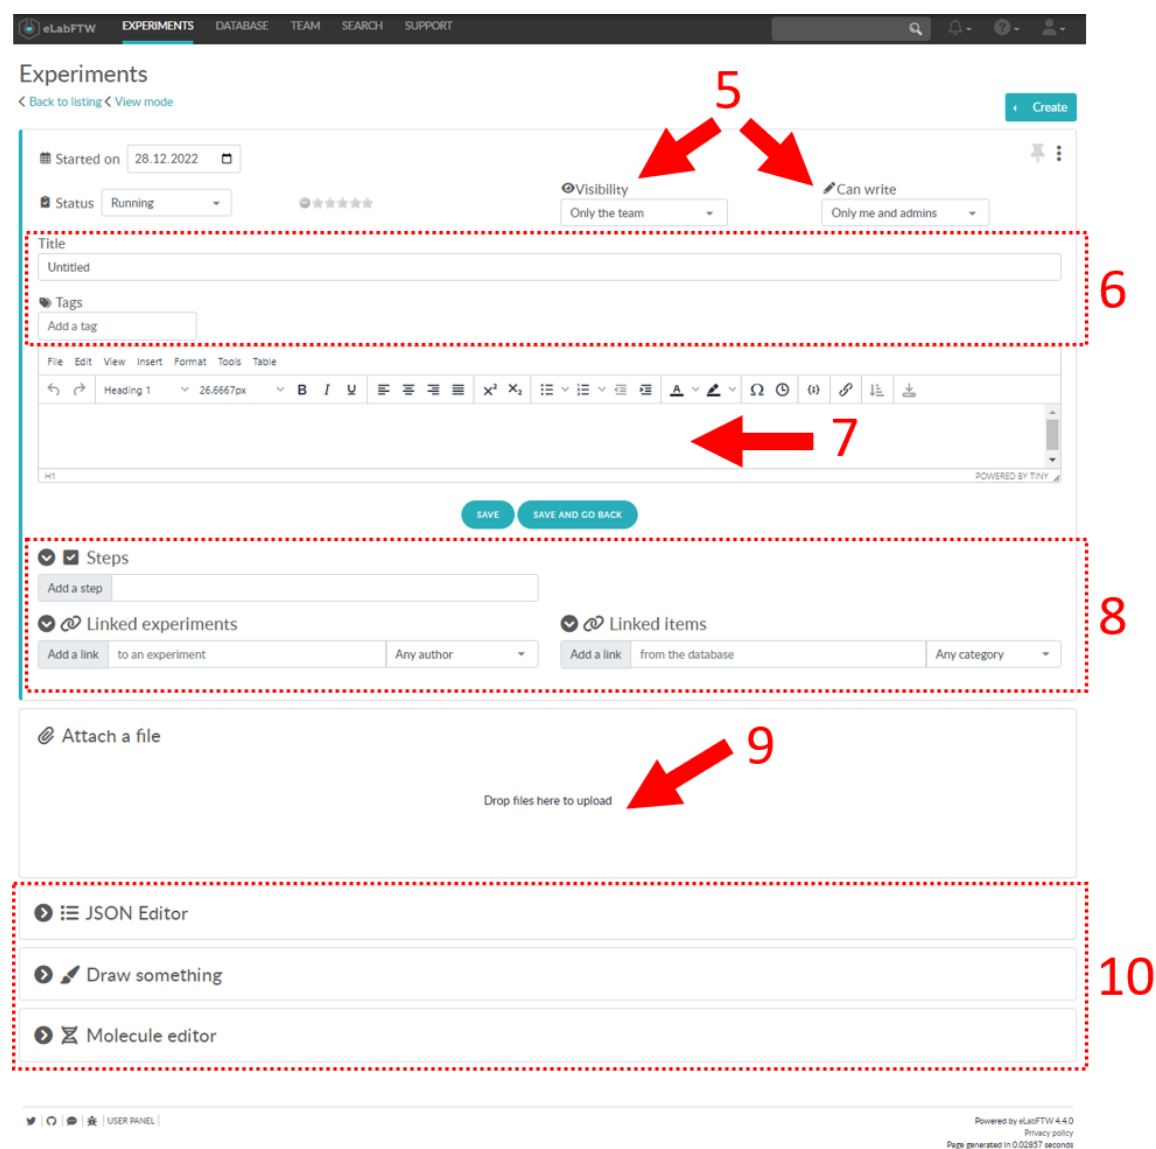 eLabFTW EXPERIMENTS DATABASE TEAM SEARCH SUPPORT
Experiments
Back to listing View mode
5
Create
Started on 28.12.2022
Visibility Can write
Status Running Only the team Only me and admins
Title
Untitled
6
Tags
Add a tag
File Edit View Insert Format Tools Table
Heading 1 26.6667px B I U X² X₂ A Ω {;}
7
H1 POWERED BY TINY
SAVE SAVE AND GO BACK
Steps
Add a step
8
Linked experiments Linked items
Add a link to an experiment Any author Add a link from the database Any category
Attach a file
9
Drop files here to upload
JSON Editor
Draw something
10
Molecule editor
USER PANEL Powered by eLabFTW 4.4.0
Privacy policy
Page generated in 0.02857 seconds